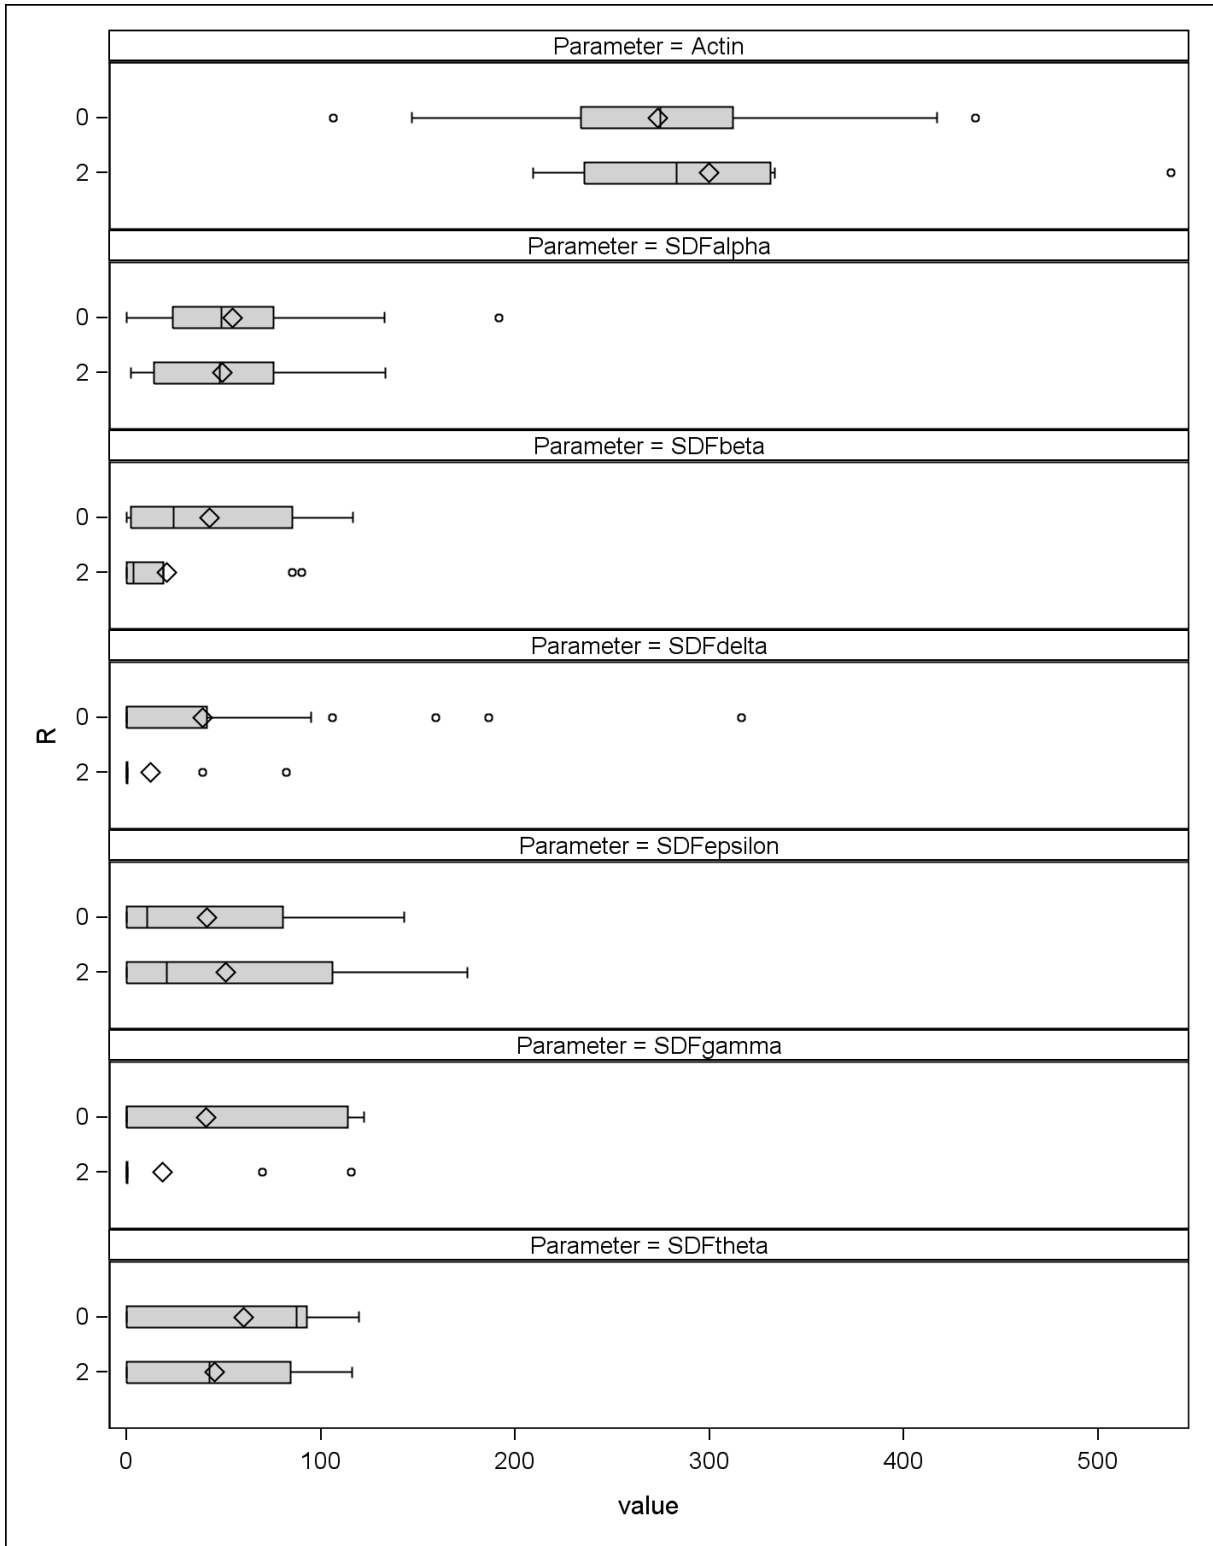 Parameter = Actin
0
2
Parameter = SDFalpha
0
2
Parameter = SDFbeta
0
2
Parameter = SDFdelta
R
0
2
Parameter = SDFepsilon
0
2
Parameter = SDFgamma
0
2
Parameter = SDFtheta
0
2
0 100 200 300 400 500
value